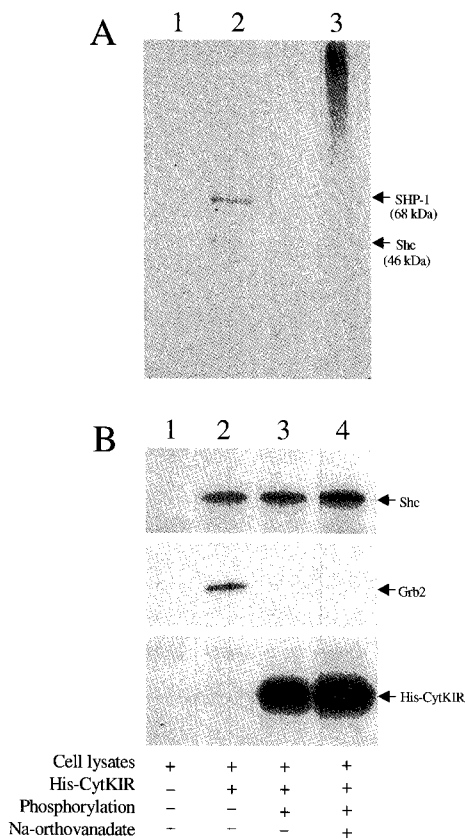 A
1 2 3
SHP-1
(68 kDa)
Shc
(46 kDa)
B
1 2 3 4
Shc
Grb2
His-CytKIR
Cell lysates + + + +
His-CytKIR – + + +
Phosphorylation – – + +
Na-orthovanadate – – – +